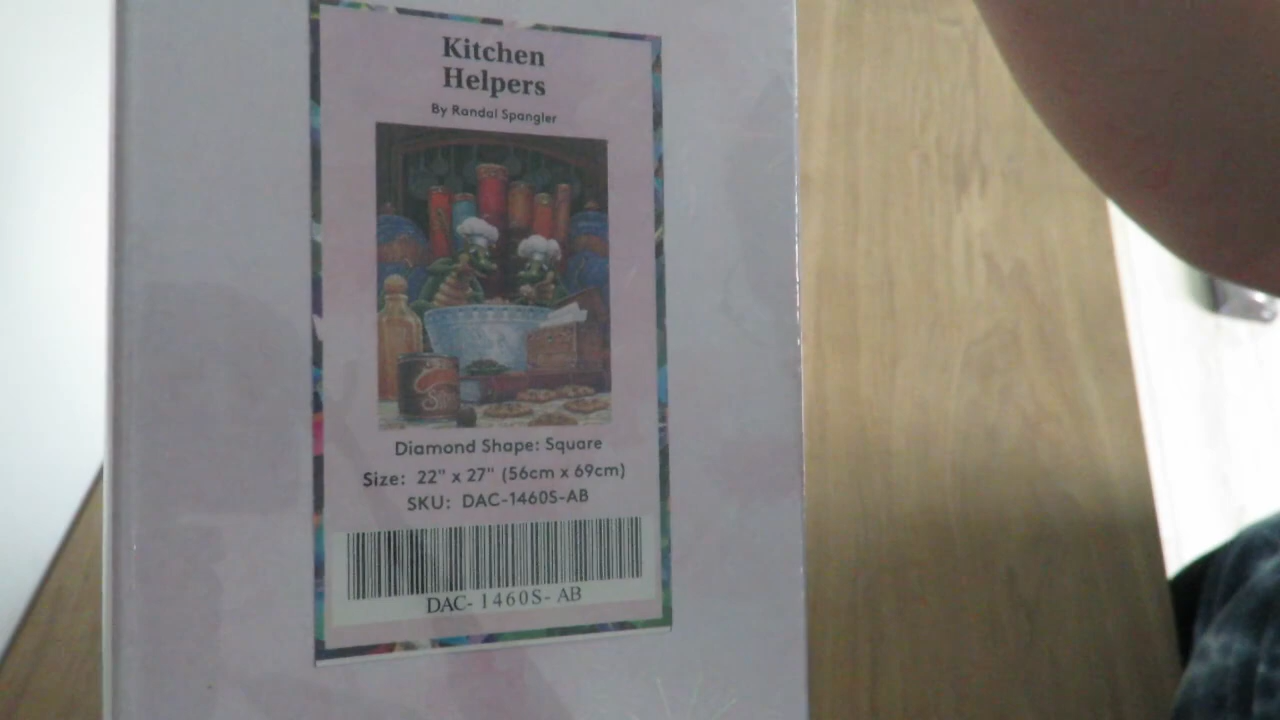 Kitchen
Helpers
By Randal Spangler
Diamond Shape: Square
Size: 22" x 27" (56cm x 69cm)
SKU: DAC-1460S-AB
DAC- 1460S- AB